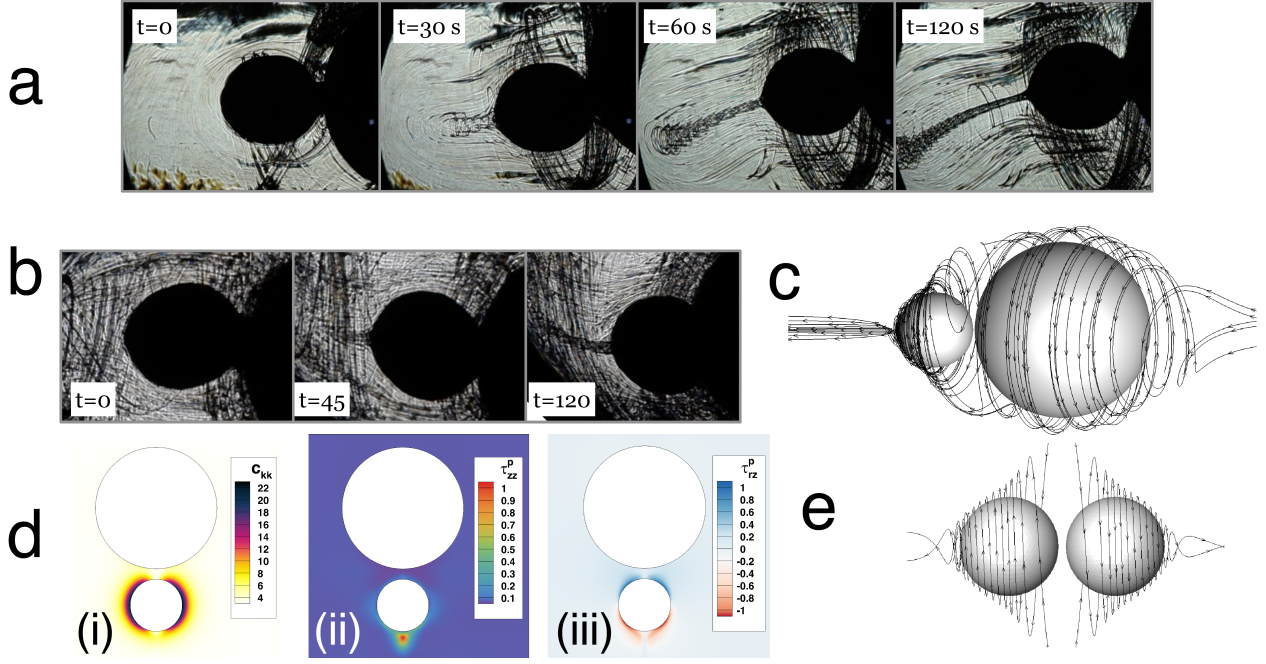 a
t=0
t=30 s
t=60 s
t=120 s
b
t=0
t=45
t=120
c
d
(i)
c_kk
22
20
18
16
14
12
10
8
6
4
(ii)
τ^p_zz
1
0.9
0.8
0.7
0.6
0.5
0.4
0.3
0.2
0.1
(iii)
τ^p_rz
1
0.8
0.6
0.4
0.2
0
-0.2
-0.4
-0.6
-0.8
-1
e